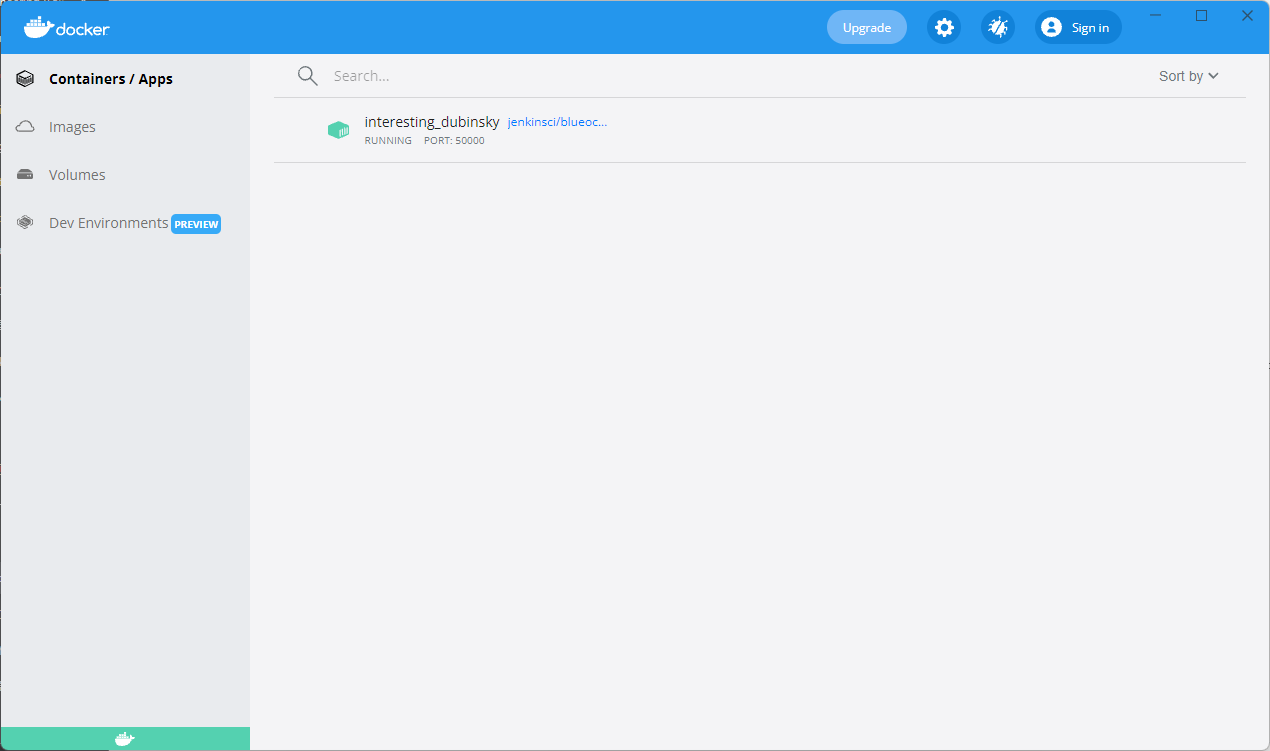 docker
Upgrade
Sign in
Containers / Apps
Images
Volumes
Dev Environments PREVIEW
Search...
Sort by
interesting_dubinsky jenkinsci/blueoc...
RUNNING PORT: 50000